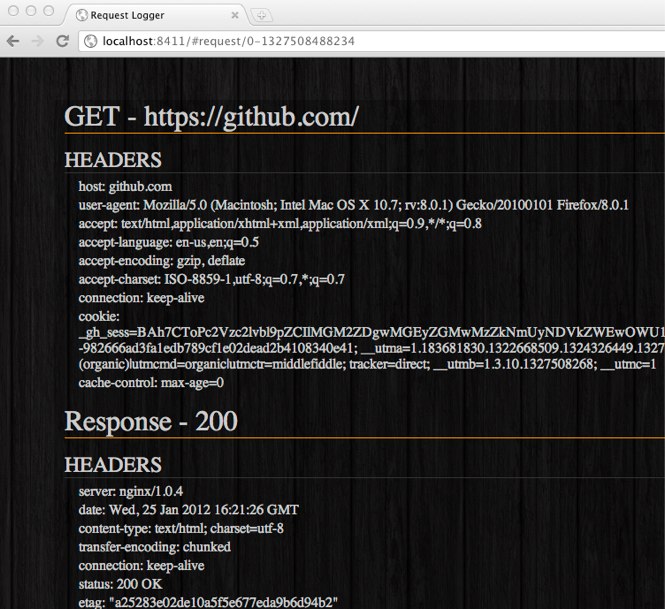 Request Logger
localhost:8411/#request/0-1327508488234
GET - https://github.com/
HEADERS
host: github.com
user-agent: Mozilla/5.0 (Macintosh; Intel Mac OS X 10.7; rv:8.0.1) Gecko/20100101 Firefox/8.0.1
accept: text/html,application/xhtml+xml,application/xml;q=0.9,*/*;q=0.8
accept-language: en-us,en;q=0.5
accept-encoding: gzip, deflate
accept-charset: ISO-8859-1,utf-8;q=0.7,*;q=0.7
connection: keep-alive
cookie:
_gh_sess=BAh7CToPc2Vzc2lvbl9pZCIlMGM2ZDgwMGEyZGMwMzZkNmUyNDVkZWEwOWU1
-982666ad3fa1edb789cf1e02dead2b4108340e41; __utma=1.183681830.1322668509.1324326449.1327
(organic)|utmcmd=organic|utmctr=middlefiddle; tracker=direct; __utmb=1.3.10.1327508268; __utmc=1
cache-control: max-age=0
Response - 200
HEADERS
server: nginx/1.0.4
date: Wed, 25 Jan 2012 16:21:26 GMT
content-type: text/html; charset=utf-8
transfer-encoding: chunked
connection: keep-alive
status: 200 OK
etag: "a25283e02de10a5f5e677eda9b6d94b2"